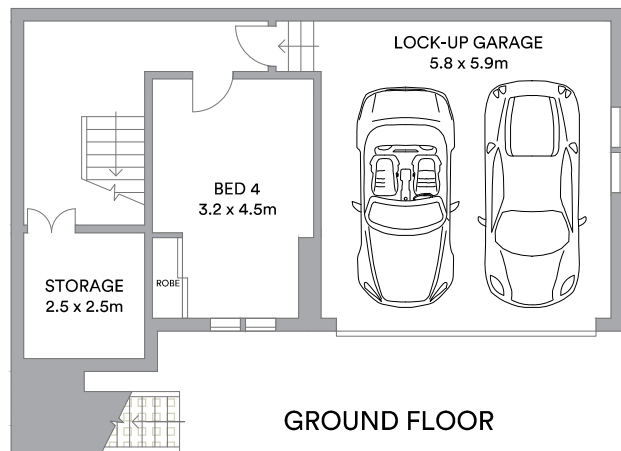 LOCK-UP GARAGE
5.8 x 5.9m
BED 4
3.2 x 4.5m
ROBE
STORAGE
2.5 x 2.5m
GROUND FLOOR